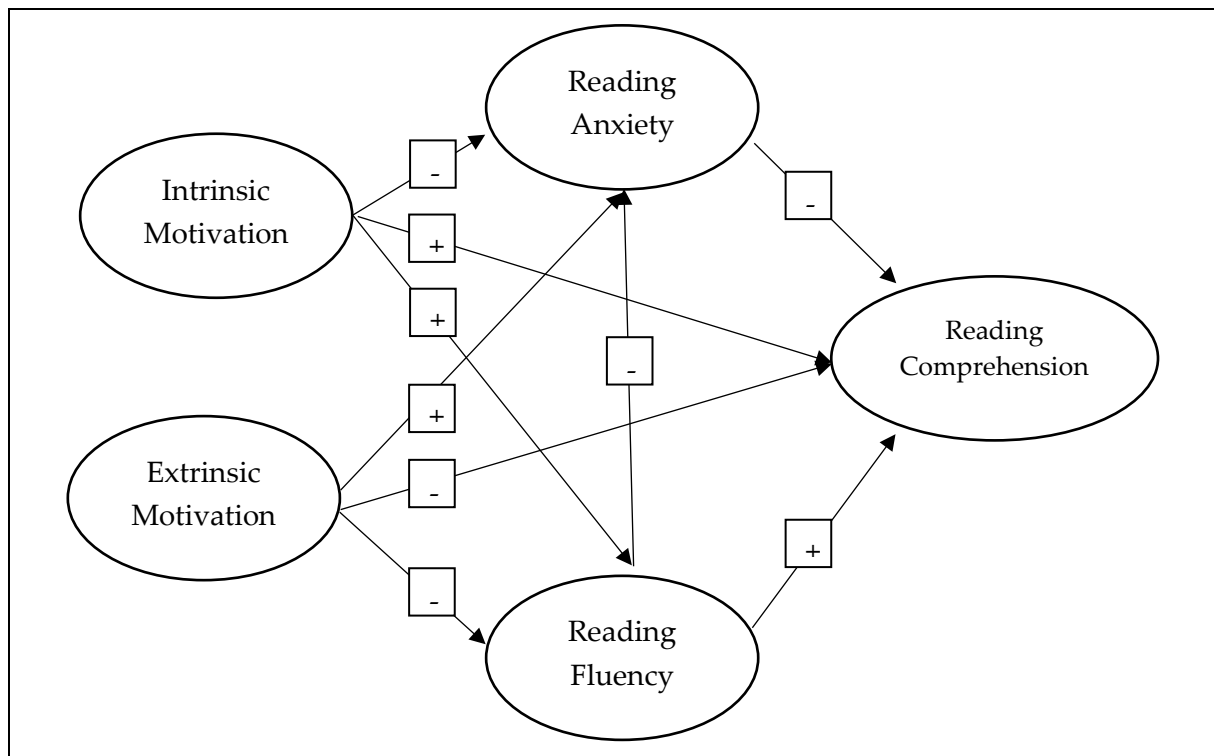 Reading
Anxiety
-
Intrinsic
Motivation
-
+
+
Reading
Comprehension
-
+
Extrinsic
Motivation
-
+
-
Reading
Fluency